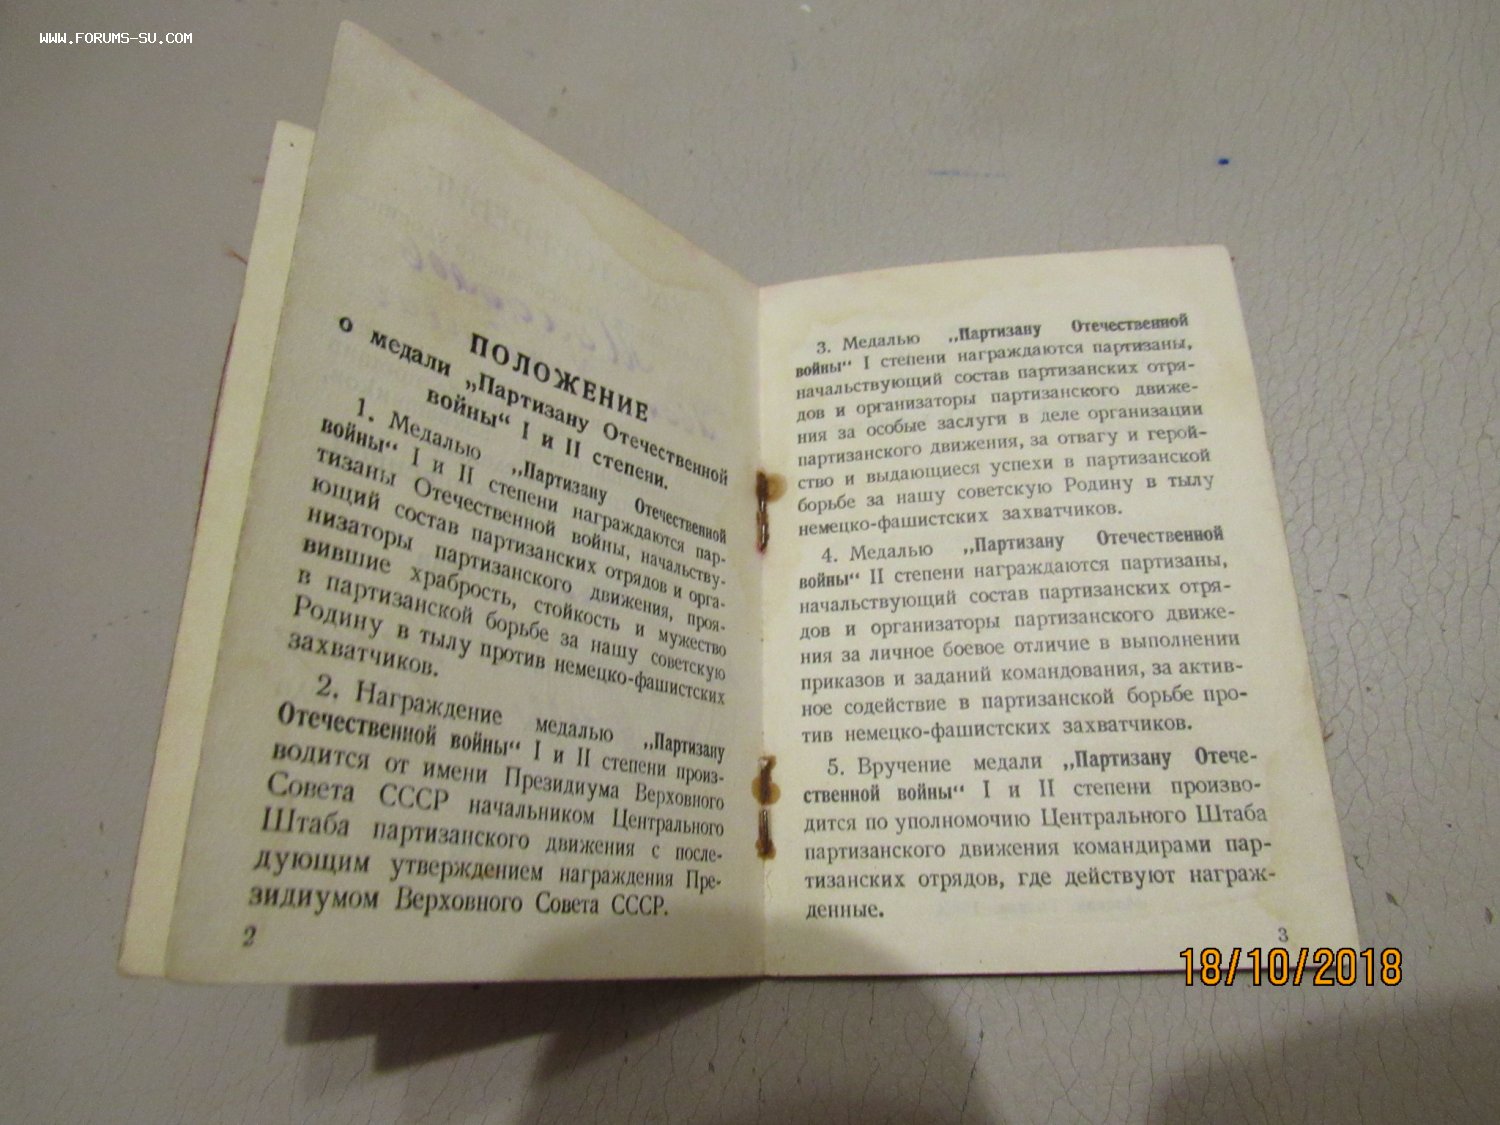 WWW.FORUMS-SU.COM
ПОЛОЖЕНИЕ
о медали „Партизану Отечественной
войны“ I и II степени.
1. Медалью „Партизану Отечественной
войны“ I и II степени награждаются пар-
тизаны Отечественной войны, начальству-
ющий состав партизанских отрядов и орга-
низаторы партизанского движения, проя-
вившие храбрость, стойкость и мужество
в партизанской борьбе за нашу советскую
Родину в тылу против немецко-фашистских
захватчиков.
2. Награждение медалью „Партизану
Отечественной войны“ I и II степени произ-
водится от имени Президиума Верховного
Совета СССР начальником Центрального
Штаба партизанского движения с после-
дующим утверждением награждения Пре-
зидиумом Верховного Совета СССР.
2
3. Медалью „Партизану Отечественной
войны“ I степени награждаются партизаны,
начальствующий состав партизанских отря-
дов и организаторы партизанского движе-
ния за особые заслуги в деле организации
партизанского движения, за отвагу и герой-
ство и выдающиеся успехи в партизанской
борьбе за нашу советскую Родину в тылу
немецко-фашистских захватчиков.
4. Медалью „Партизану Отечественной
войны“ II степени награждаются партизаны,
начальствующий состав партизанских отря-
дов и организаторы партизанского движе-
ния за личное боевое отличие в выполнении
приказов и заданий командования, за актив-
ное содействие в партизанской борьбе про-
тив немецко-фашистских захватчиков.
5. Вручение медали „Партизану Отече-
ственной войны“ I и II степени произво-
дится по уполномочию Центрального Штаба
партизанского движения командирами пар-
тизанских отрядов, где действуют награж-
денные.
3
18/10/2018